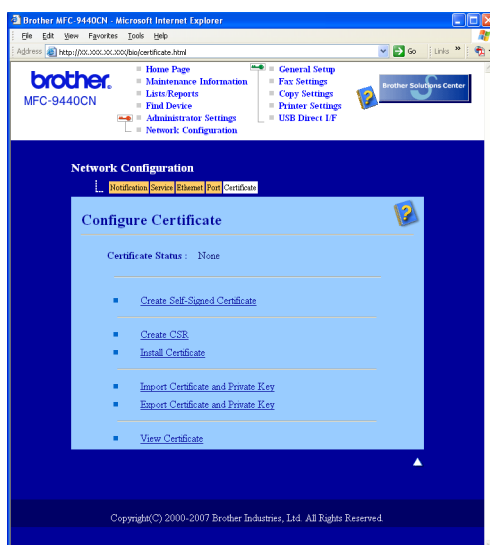 Brother MFC-9440CN - Microsoft Internet Explorer
File Edit View Favorites Tools Help
Address http://XX.XXX.XX.XXX/bio/certificate.html Go Links »
brother.
MFC-9440CN
Home Page
Maintenance Information
Lists/Reports
Find Device
Administrator Settings
Network Configuration
General Setup
Fax Settings
Copy Settings
Printer Settings
USB Direct I/F
Brother Solutions Center
Network Configuration
Notification Service Ethernet Port Certificate
Configure Certificate
Certificate Status : None
Create Self-Signed Certificate
Create CSR
Install Certificate
Import Certificate and Private Key
Export Certificate and Private Key
View Certificate
Copyright(C) 2000-2007 Brother Industries, Ltd. All Rights Reserved.